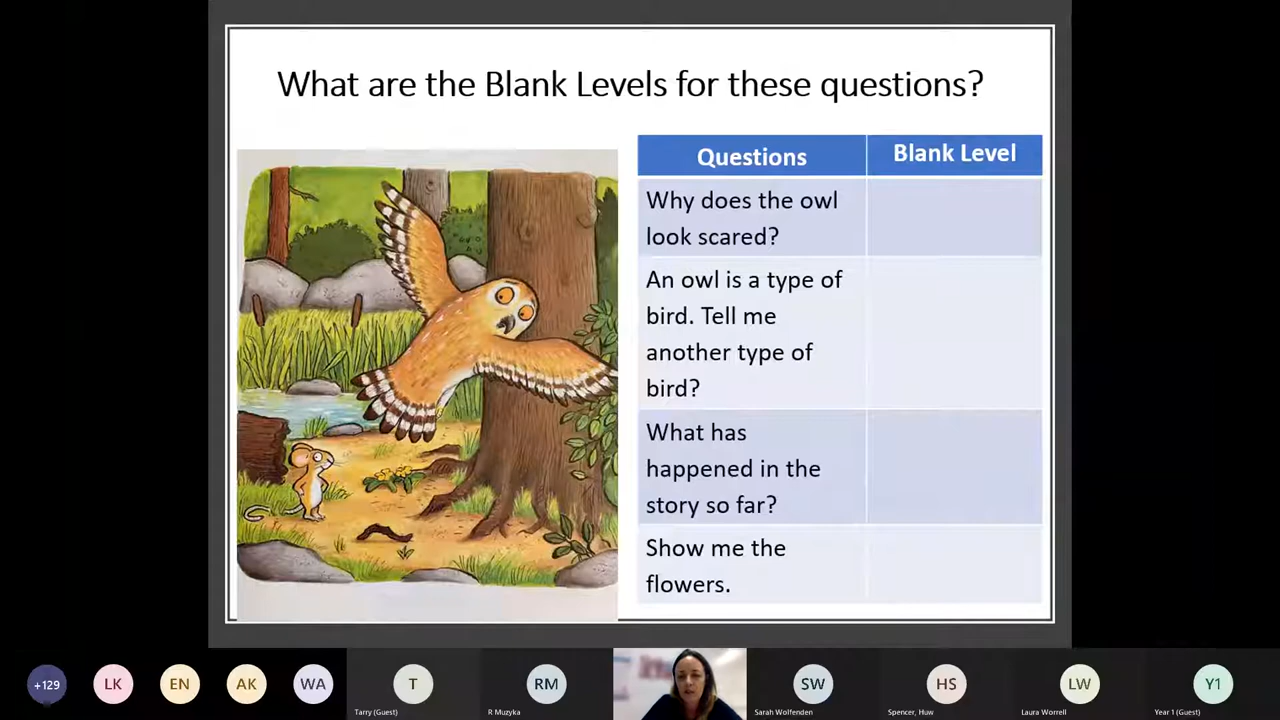 What are the Blank Levels for these questions?
Questions
Blank Level
Why does the owl
look scared?
An owl is a type of
bird. Tell me
another type of
bird?
What has
happened in the
story so far?
Show me the
flowers.
+129
LK
EN
AK
WA
T
RM
SW
HS
LW
Y1
Tarry (Guest)
R Muzyka
Sarah Wolfenden
Spencer, Huw
Laura Worrell
Year 1 (Guest)